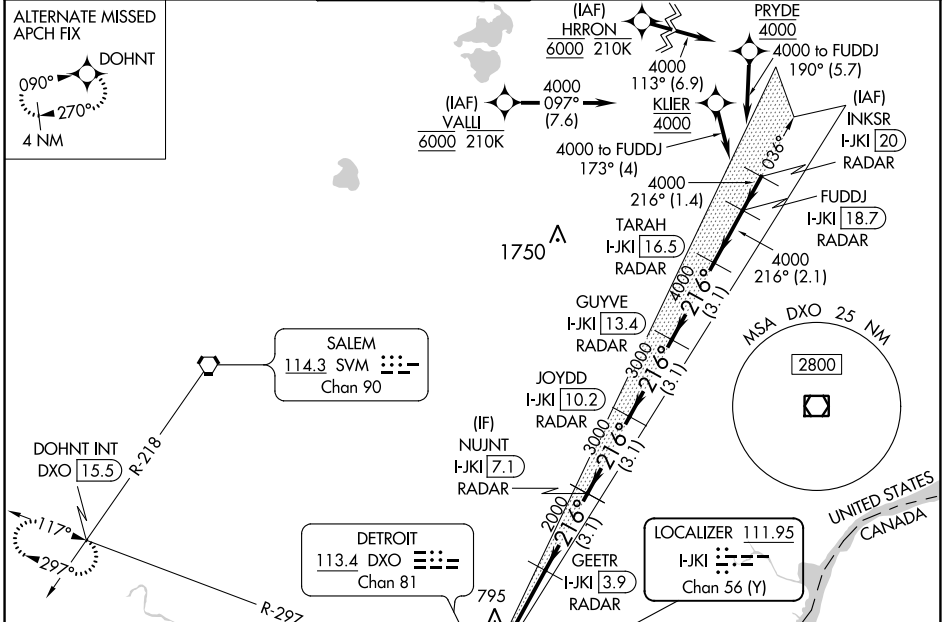 ALTERNATE MISSED
APCH FIX
DOHNT
090°
270°
4 NM
(IAF)
HRRON
6000 210K
4000
113° (6.9)
PRYDE
4000
4000 to FUDDJ
190° (5.7)
(IAF)
VALLI
6000 210K
4000
097°
(7.6)
KLIER
4000
4000 to FUDDJ
173° (4)
(IAF)
INKSR
I-JKI 20
RADAR
036°
4000
216° (1.4)
FUDDJ
I-JKI 18.7
RADAR
4000
216° (2.1)
TARAH
I-JKI 16.5
RADAR
1750
4000
216°
(3.1)
GUYVE
I-JKI 13.4
RADAR
3000
216°
(3.1)
JOYDD
I-JKI 10.2
RADAR
3000
216°
(3.1)
(IF)
NUJNT
I-JKI 7.1
RADAR
2000
216°
(3.1)
GEETR
I-JKI 3.9
RADAR
MSA DXO 25 NM
2800
SALEM
114.3 SVM
Chan 90
R-218
DOHNT INT
DXO 15.5
117°
297°
R-297
DETROIT
113.4 DXO
Chan 81
795
LOCALIZER 111.95
I-JKI
Chan 56 (Y)
UNITED STATES
CANADA